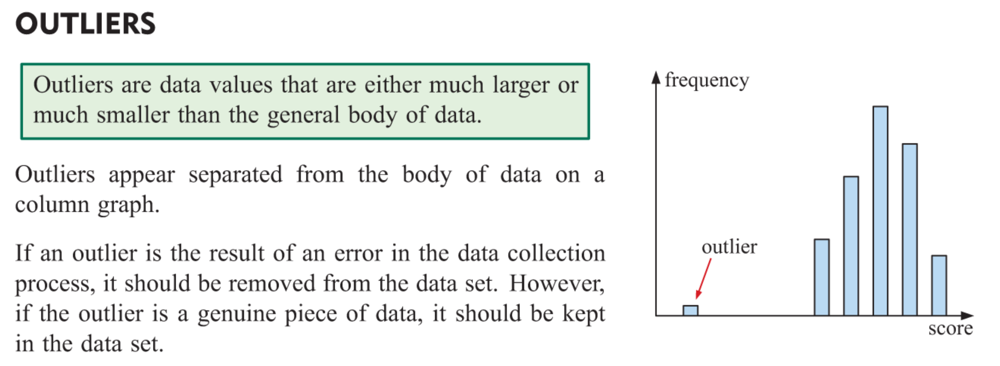 OUTLIERS
Outliers are data values that are either much larger or
much smaller than the general body of data.
Outliers appear separated from the body of data on a
column graph.
If an outlier is the result of an error in the data collection
process, it should be removed from the data set. However,
if the outlier is a genuine piece of data, it should be kept
in the data set.
frequency
outlier
score